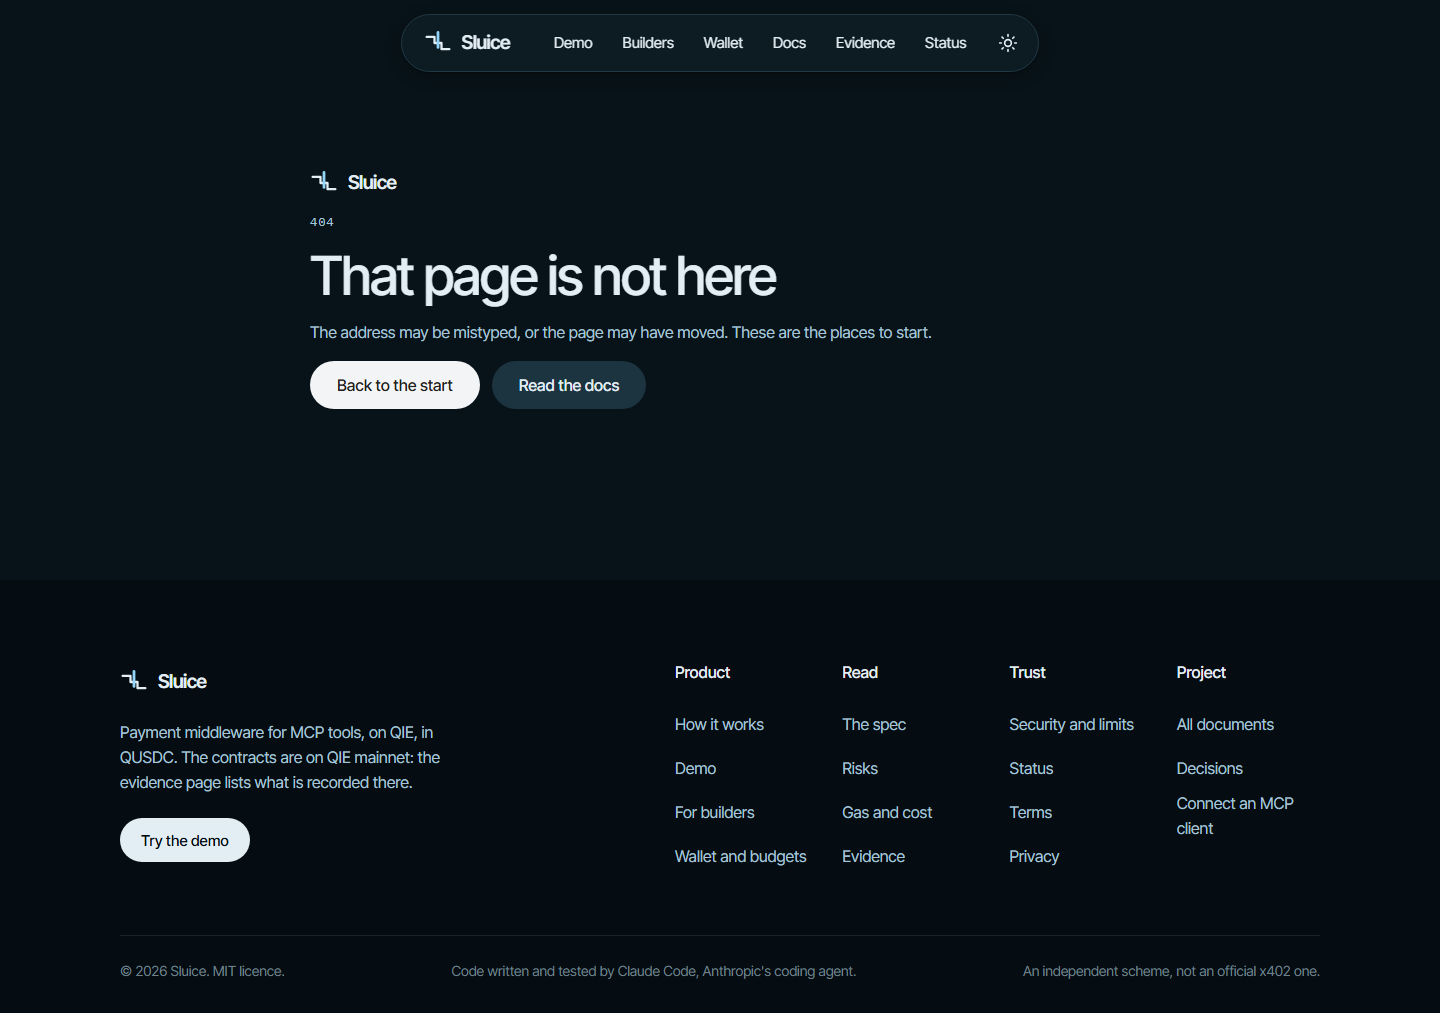 Sluice Demo Builders Wallet Docs Evidence Status
Sluice
404
That page is not here
The address may be mistyped, or the page may have moved. These are the places to start.
Back to the start Read the docs
Sluice
Payment middleware for MCP tools, on QIE, in
QUSDC. The contracts are on QIE mainnet: the
evidence page lists what is recorded there.
Try the demo
Product
How it works
Demo
For builders
Wallet and budgets
Read
The spec
Risks
Gas and cost
Evidence
Trust
Security and limits
Status
Terms
Privacy
Project
All documents
Decisions
Connect an MCP
client
© 2026 Sluice. MIT licence.
Code written and tested by Claude Code, Anthropic's coding agent.
An independent scheme, not an official x402 one.